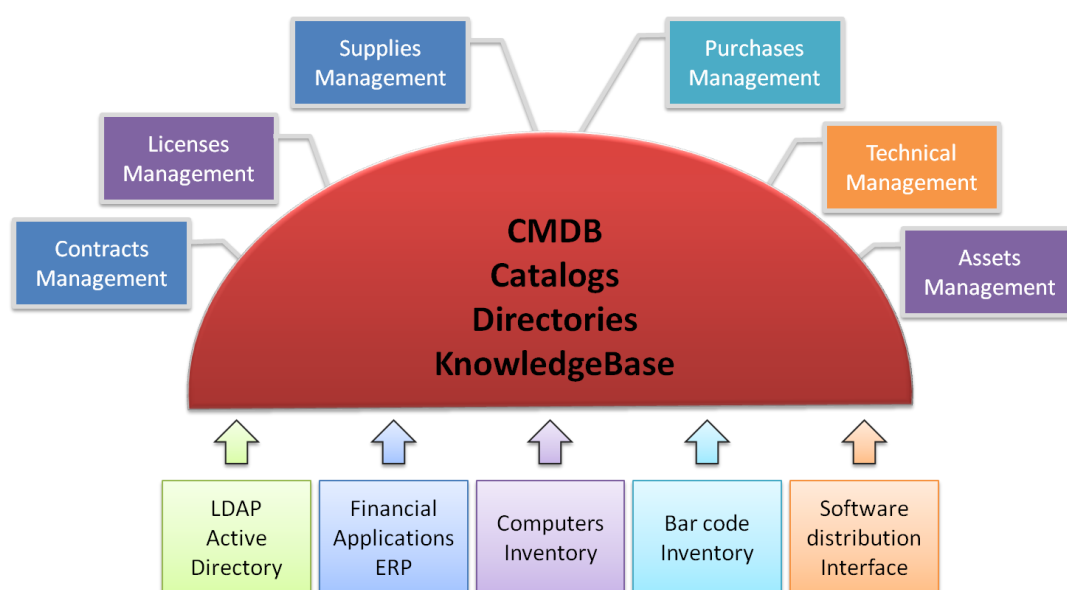 Supplies
Management
Purchases
Management
Licenses
Management
Technical
Management
Contracts
Management
Assets
Management
CMDB
Catalogs
Directories
KnowledgeBase
LDAP
Active
Directory
Financial
Applications
ERP
Computers
Inventory
Bar code
Inventory
Software
distribution
Interface